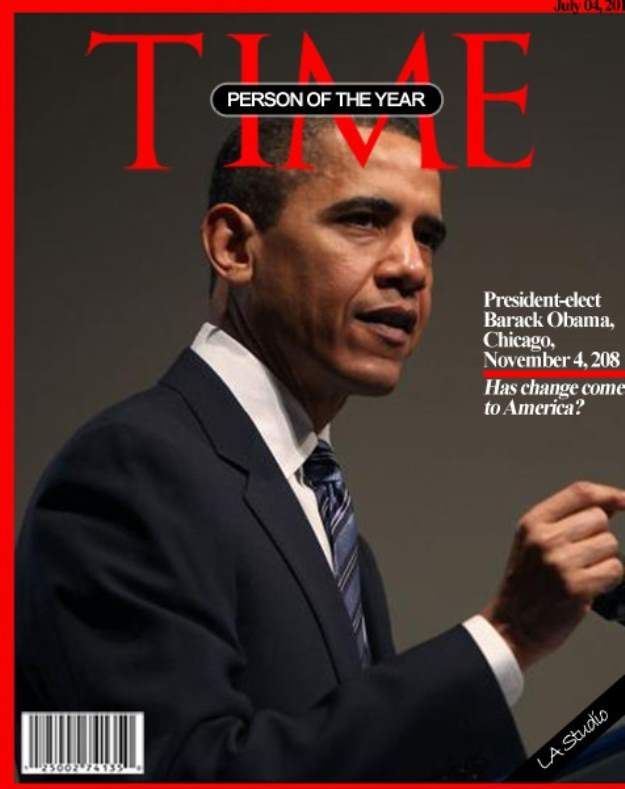 July 04, 201
TIME
PERSON OF THE YEAR
President-elect
Barack Obama,
Chicago,
November 4, 208
Has change come
to America?
LA Studio